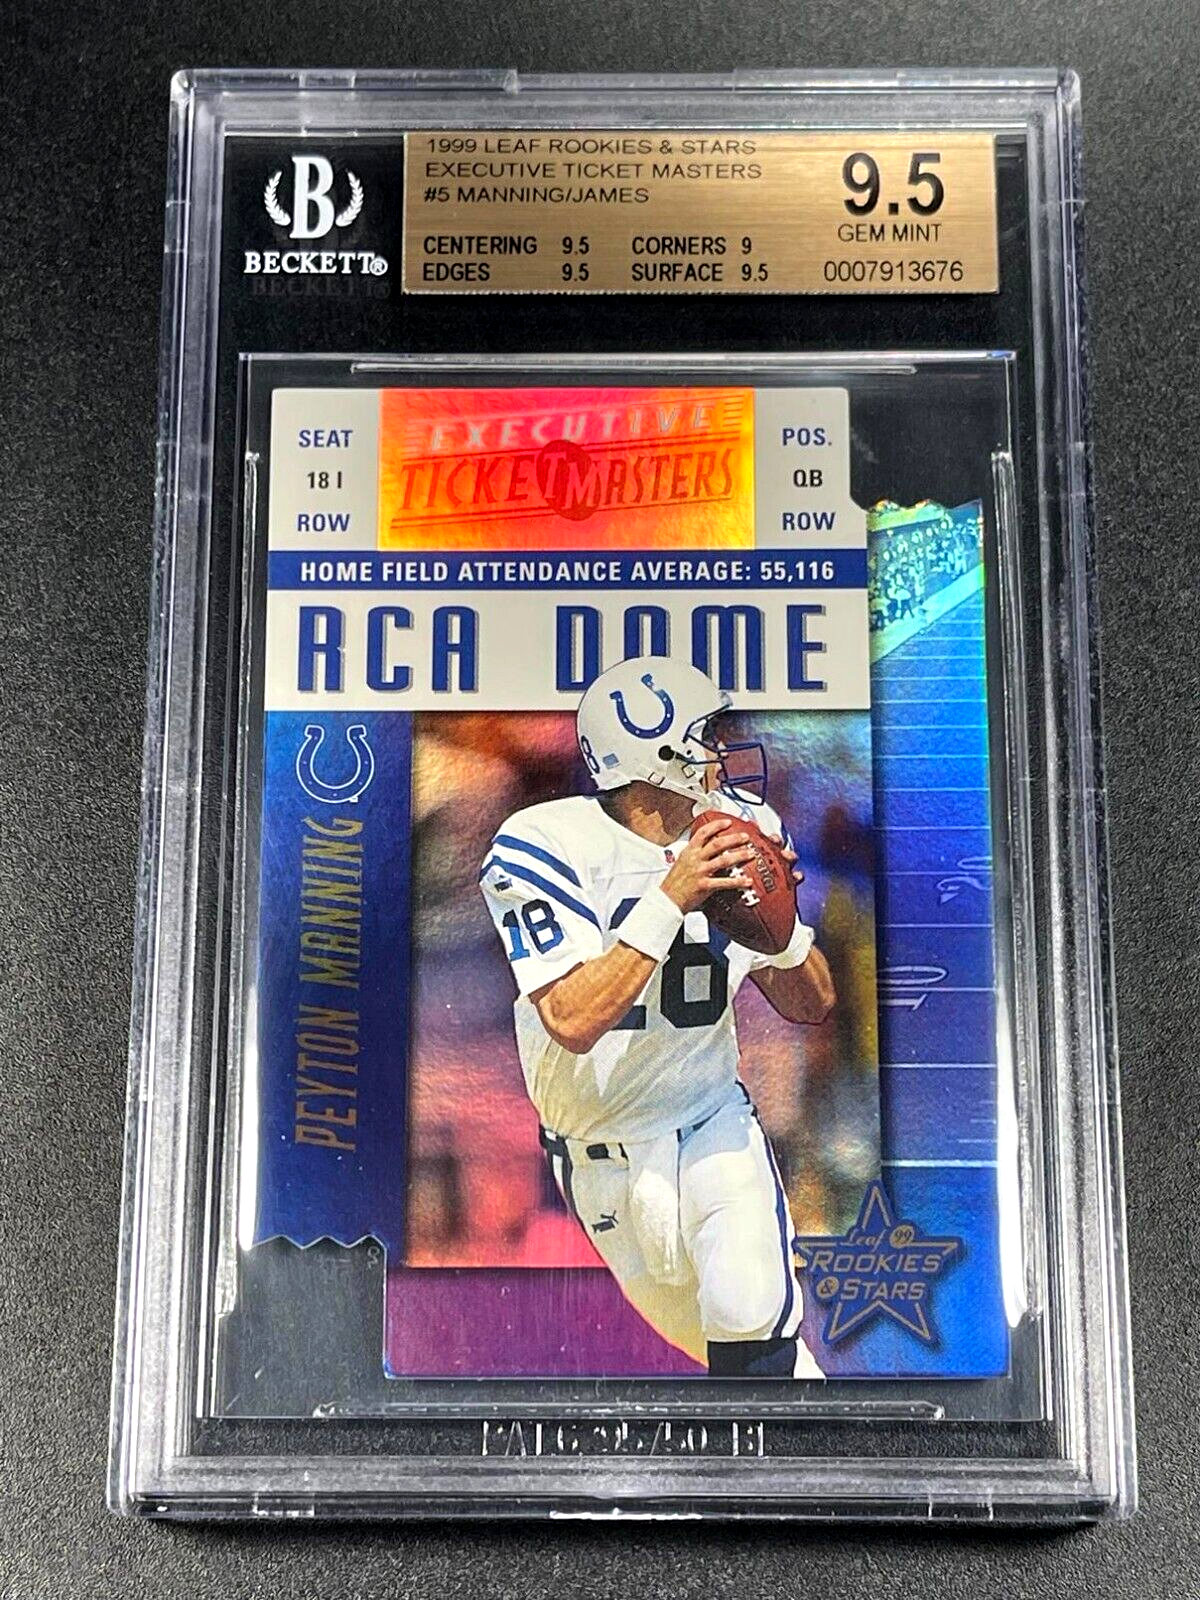 1999 LEAF ROOKIES & STARS
EXECUTIVE TICKET MASTERS
#5 MANNING/JAMES
9.5
GEM MINT
CENTERING 9.5 CORNERS 9
EDGES 9.5 SURFACE 9.5
0007913676
B
BECKETT®
SEAT
18 I
ROW
EXECUTIVE
TICKETMASTERS
POS.
QB
ROW
HOME FIELD ATTENDANCE AVERAGE: 55,116
RCA DOME
PEYTON MANNING
8
18
18
Leaf 99
ROOKIES
& STARS